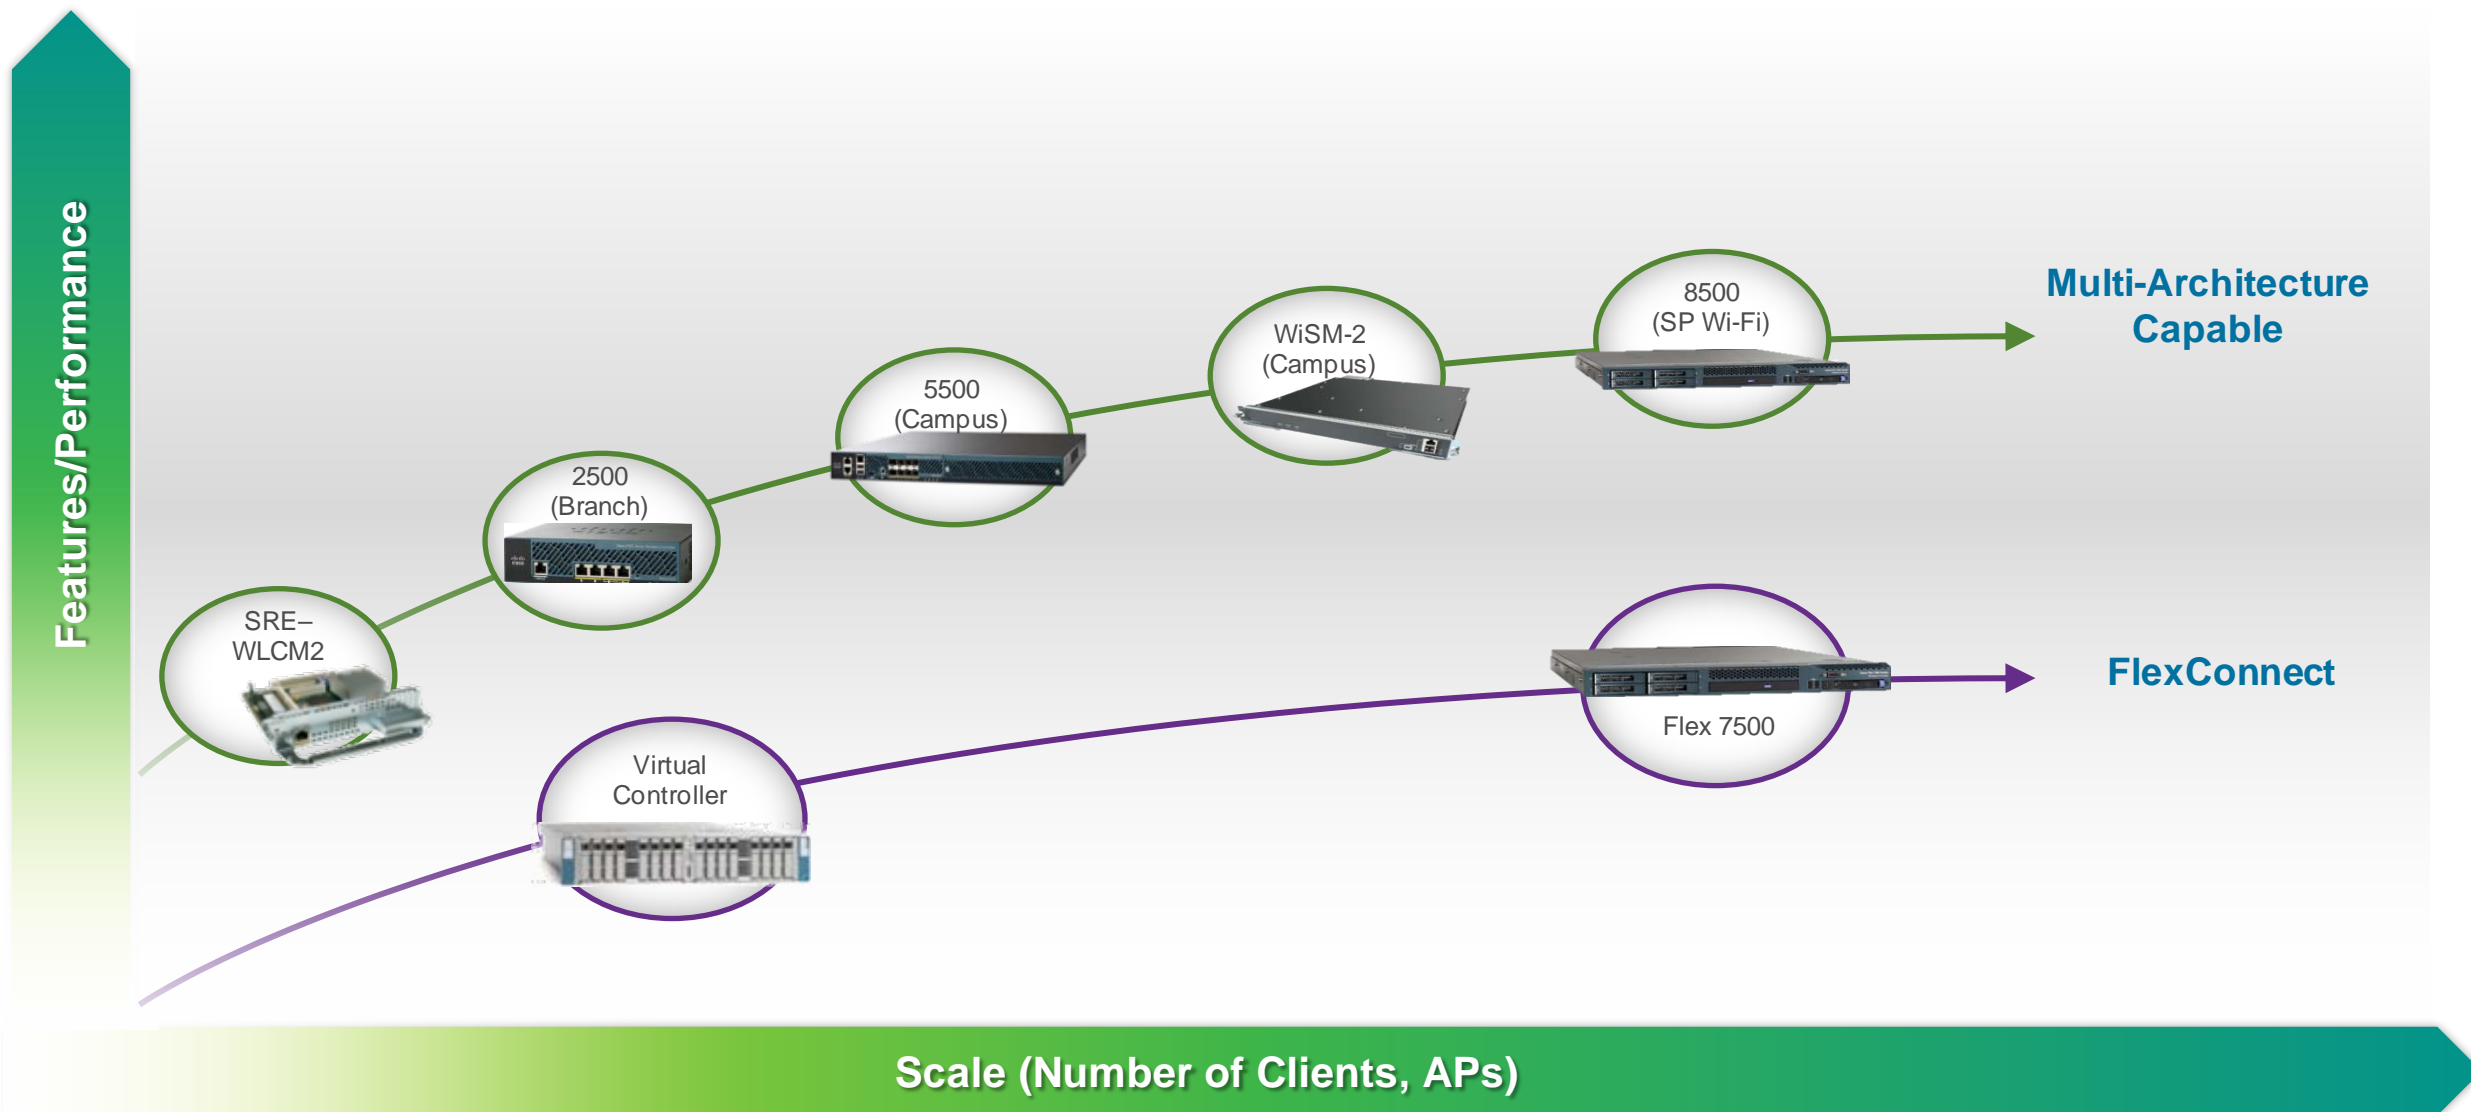 Features/Performance
8500
(SP Wi-Fi)
Multi-Architecture
Capable
WiSM-2
(Campus)
5500
(Campus)
2500
(Branch)
SRE–
WLCM2
FlexConnect
Flex 7500
Virtual
Controller
Scale (Number of Clients, APs)